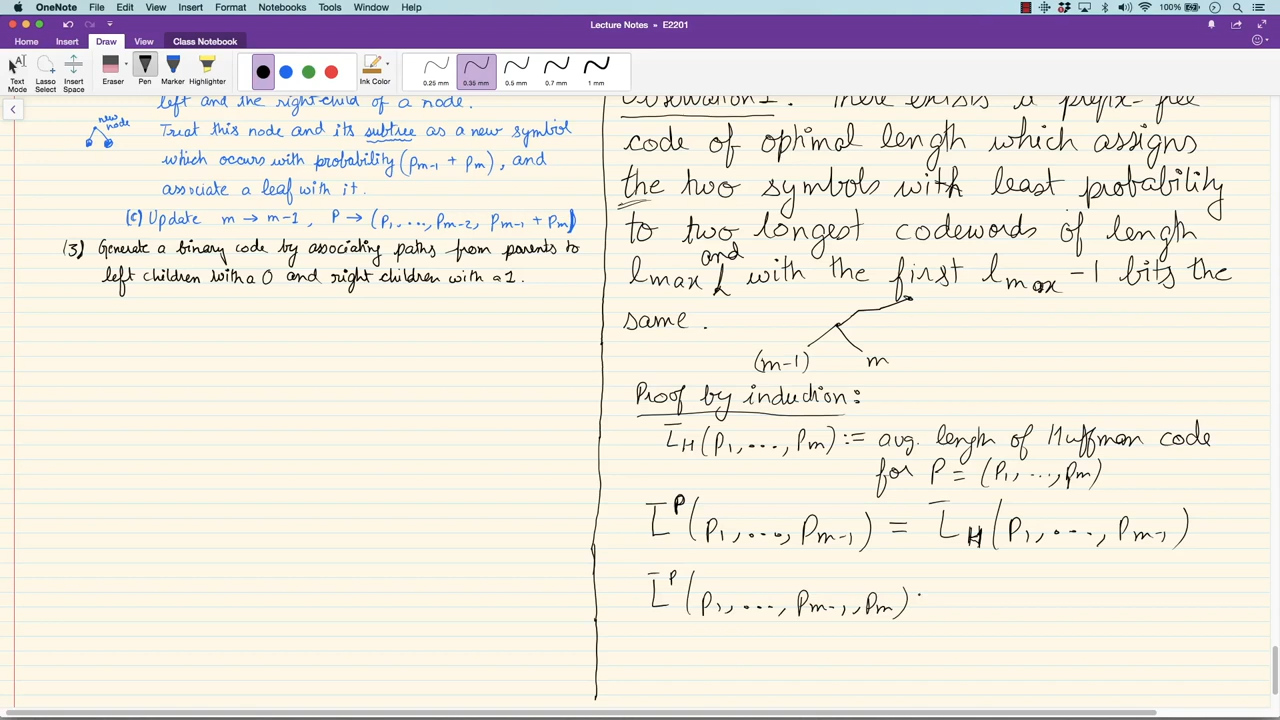 OneNote File Edit View Insert Format Notebooks Tools Window Help 100%
Lecture Notes » E2201
Home Insert Draw View Class Notebook
Text Mode Lasso Select Insert Space Eraser Pen Marker Highlighter Ink Color 0.25 mm 0.35 mm 0.5 mm 0.7 mm 1 mm
left and the right-child of a node.
new node
Treat this node and its subtree as a new symbol
which occurs with probability (Pm-1 + Pm), and
associate a leaf with it.
(c) Update m → m-1, P → (P1, ..., Pm-2, Pm-1 + Pm)
(3) Generate a binary code by associating paths from parents to
left children with a 0 and right children with a 1.
Observation 1: There exists a prefix-free
code of optimal length which assigns
the two symbols with least probability
to two longest codewords of length
lmax and with the first lmax -1 bits the
same.
(m-1) m
Proof by induction:
L̄H(P1, ..., Pm) := avg. length of Huffman code
for P = (P1, ..., Pm)
L̄P(P1, ..., Pm-1) = L̄H(P1, ..., Pm-1)
L̄P(P1, ..., Pm-1, Pm)